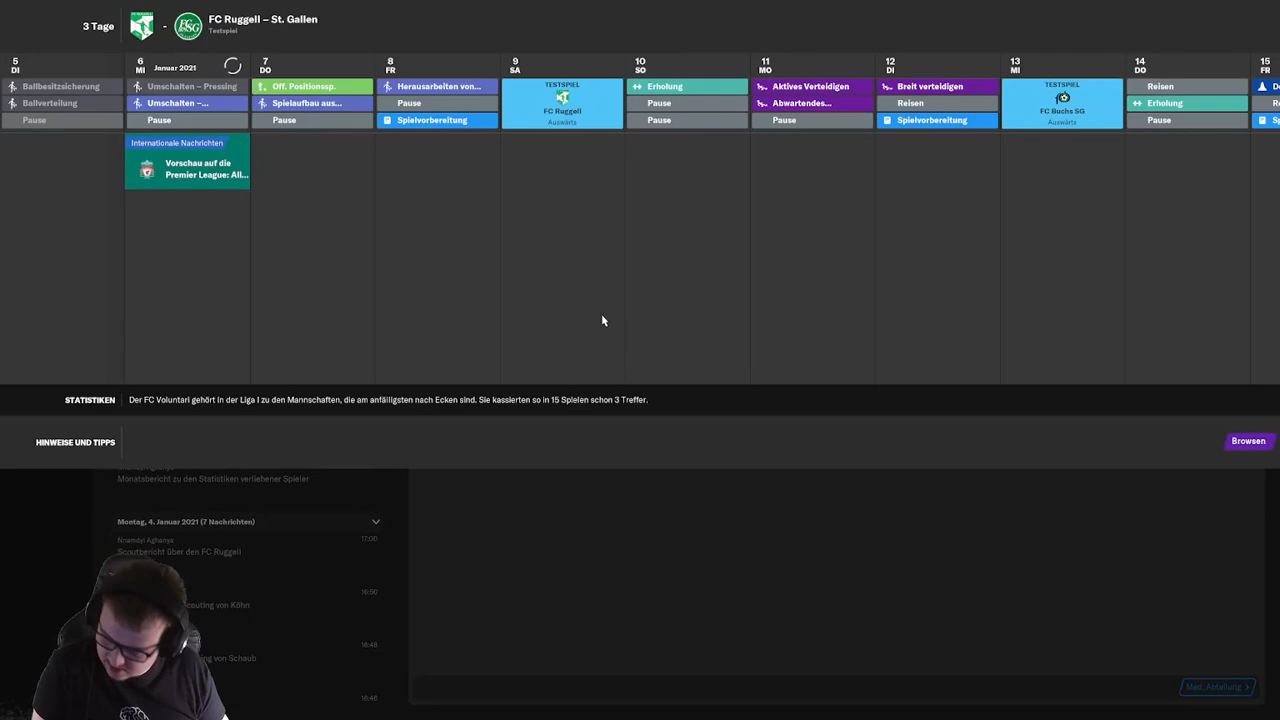 3 Tage
-
FC Ruggell – St. Gallen
Testspiel
5
DI
6
MI
Januar 2021
7
DO
8
FR
9
SA
10
SO
11
MO
12
DI
13
MI
14
DO
15
FR
Ballbesitzsicherung
Umschalten – Pressing
Off. Positionssp.
Herausarbeiten von...
TESTSPIEL
Erholung
Aktives Verteidigen
Breit verteidigen
TESTSPIEL
Reisen
Ballverteilung
Umschalten –...
Spielaufbau aus...
Pause
FC Ruggell
Pause
Abwartendes...
Reisen
FC Buchs SG
Erholung
Pause
Pause
Pause
Spielvorbereitung
Auswärts
Pause
Pause
Spielvorbereitung
Auswärts
Pause
Internationale Nachrichten
Vorschau auf die
Premier League: All...
STATISTIKEN
Der FC Voluntari gehört in der Liga I zu den Mannschaften, die am anfälligsten nach Ecken sind. Sie kassierten so in 15 Spielen schon 3 Treffer.
HINWEISE UND TIPPS
Browsen
Monatsbericht zu den Statistiken verliehener Spieler
Montag, 4. Januar 2021 (7 Nachrichten)
Nnamdyi Aghanya
17:00
Scoutbericht über den FC Ruggell
16:50
von Köhn
16:48
von Schaub
Med. Abteilung >
16:46